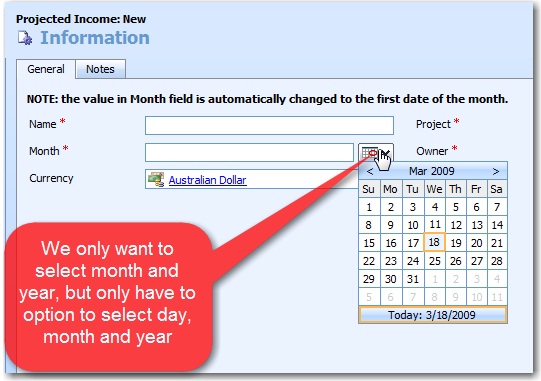 Projected Income: New
Information
General Notes
NOTE: the value in Month field is automatically changed to the first date of the month.
Name * Project *
Month * Owner *
Currency Australian Dollar
< Mar 2009 >
Su Mo Tu We Th Fr Sa
1 2 3 4 5 6 7
8 9 10 11 12 13 14
15 16 17 18 19 20 21
22 23 24 25 26 27 28
29 30 31 1 2 3 4
5 6 7 8 9 10 11
Today: 3/18/2009
We only want to
select month and
year, but only have to
option to select day,
month and year